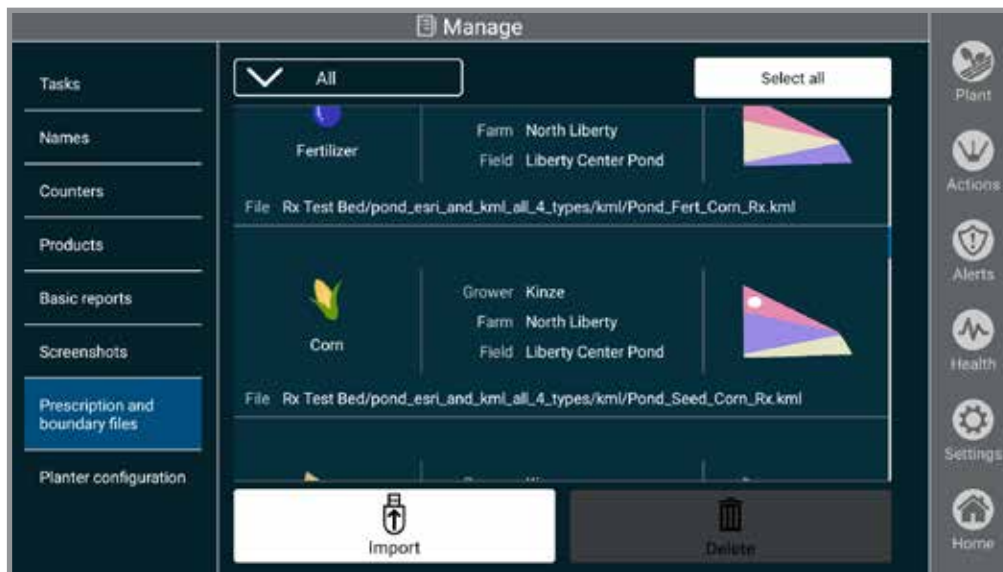 Manage
Tasks
Names
Counters
Products
Basic reports
Screenshots
Prescription and
boundary files
Planter configuration
All
Select all
Fertilizer
Farm North Liberty
Field Liberty Center Pond
File Rx Test Bed/pond_esri_and_kml_all_4_types/kml/Pond_Fert_Corn_Rx.kml
Corn
Grower Kinze
Farm North Liberty
Field Liberty Center Pond
File Rx Test Bed/pond_esri_and_kml_all_4_types/kml/Pond_Seed_Corn_Rx.kml
Import
Delete
Plant
Actions
Alerts
Health
Settings
Home